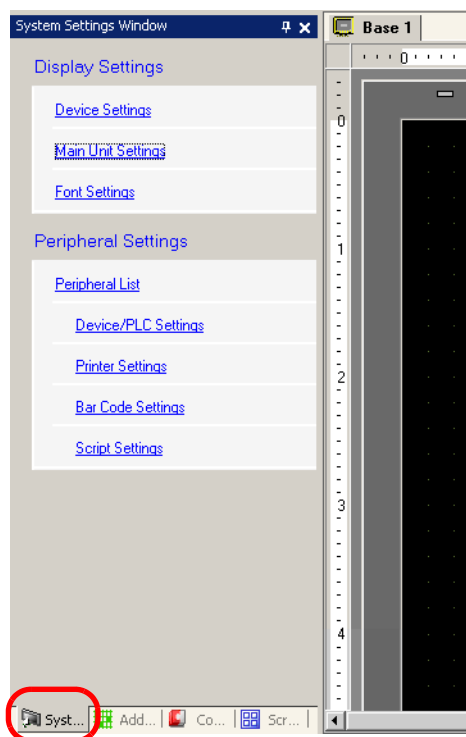 System Settings Window
Base 1
0
Display Settings
Device Settings
Main Unit Settings
Font Settings
Peripheral Settings
Peripheral List
Device/PLC Settings
Printer Settings
Bar Code Settings
Script Settings
0
1
2
3
4
Syst...
Add...
Co...
Scr...